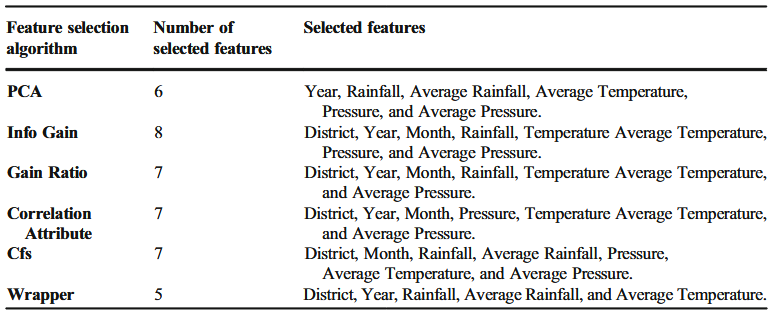 Feature selection algorithm Number of selected features Selected features
PCA 6 Year, Rainfall, Average Rainfall, Average Temperature,
Pressure, and Average Pressure.
Info Gain 8 District, Year, Month, Rainfall, Temperature Average Temperature,
Pressure, and Average Pressure.
Gain Ratio 7 District, Year, Month, Rainfall, Temperature Average Temperature,
and Average Pressure.
Correlation 7 District, Year, Month, Pressure, Temperature Average Temperature,
Attribute and Average Pressure.
Cfs 7 District, Month, Rainfall, Average Rainfall, Pressure,
Average Temperature, and Average Pressure.
Wrapper 5 District, Year, Rainfall, Average Rainfall, and Average Temperature.